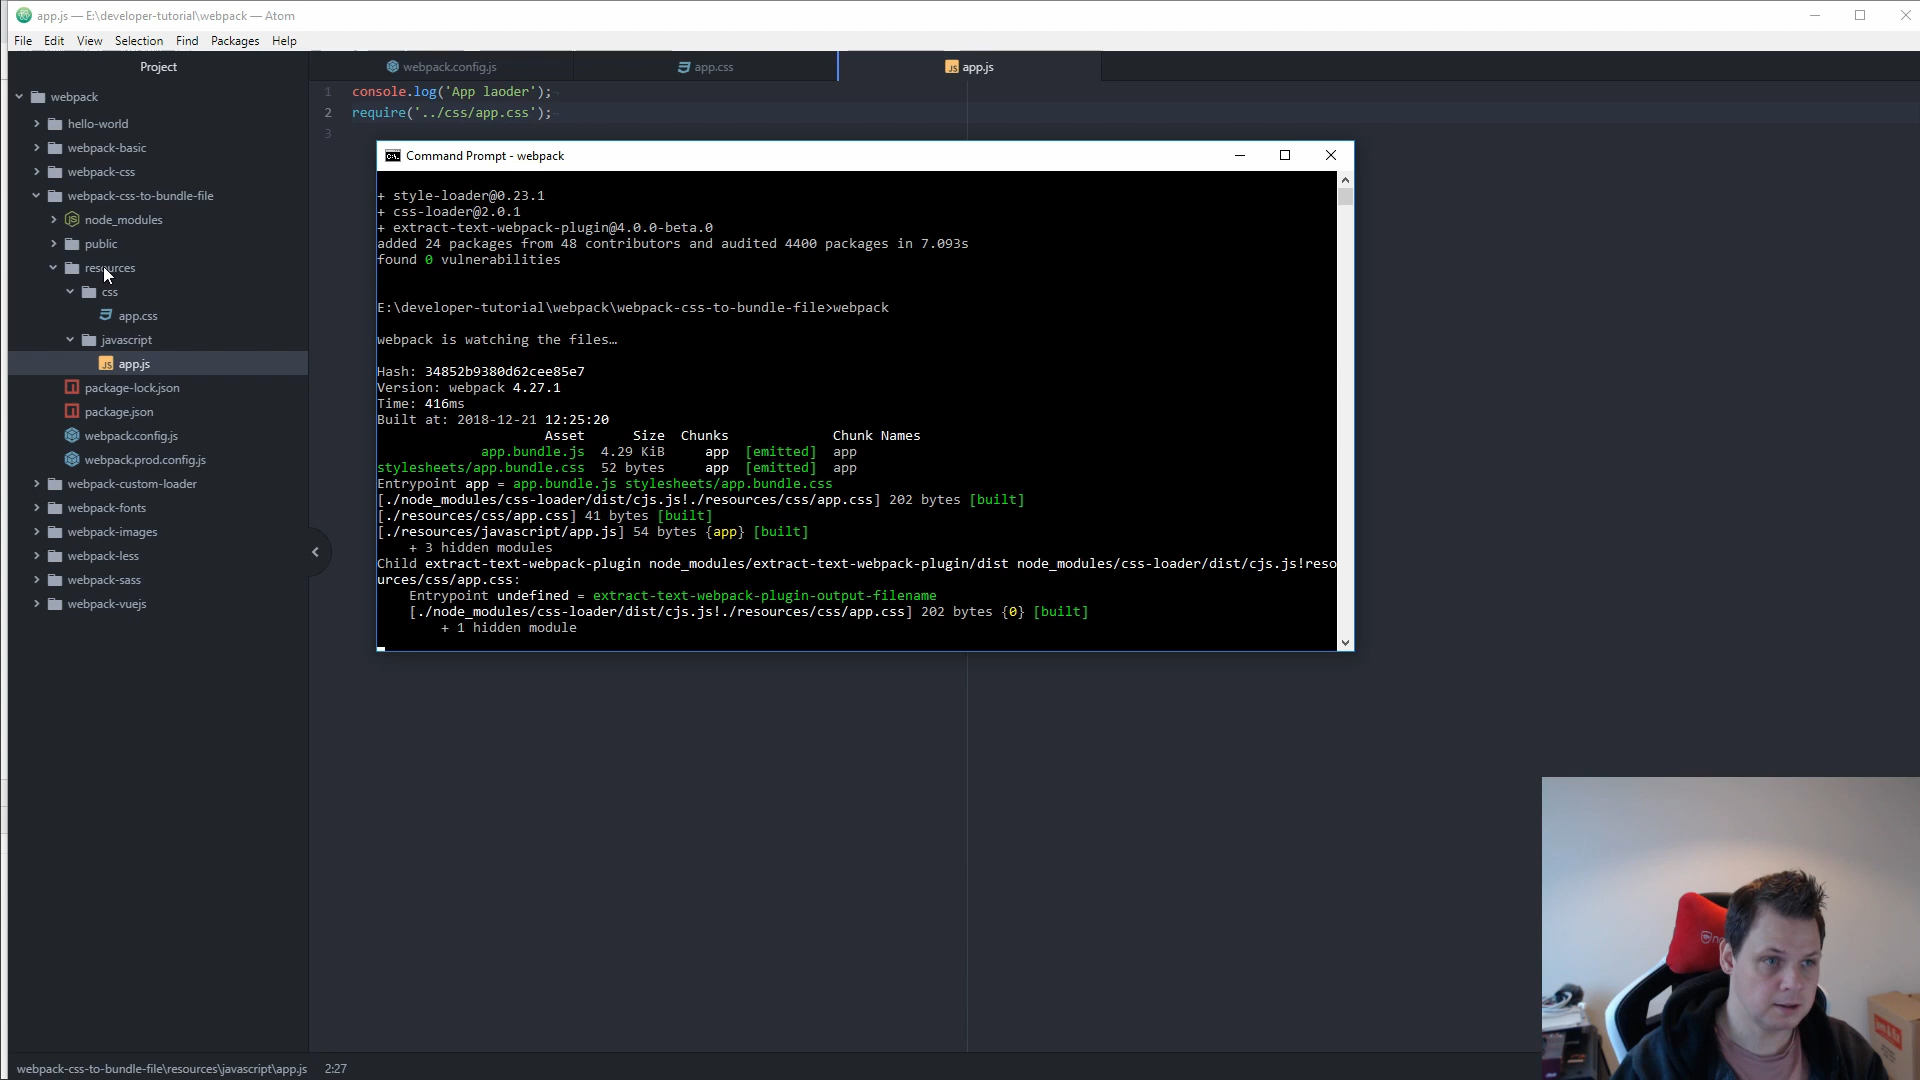 app.js — E:\developer-tutorial\webpack — Atom
File Edit View Selection Find Packages Help
Project
webpack.config.js
app.css
app.js
webpack
hello-world
webpack-basic
webpack-css
webpack-css-to-bundle-file
node_modules
public
resources
css
app.css
javascript
app.js
package-lock.json
package.json
webpack.config.js
webpack.prod.config.js
webpack-custom-loader
webpack-fonts
webpack-images
webpack-less
webpack-sass
webpack-vuejs
1 console.log('App laoder');
2 require('../css/app.css');
3
Command Prompt - webpack
+ style-loader@0.23.1
+ css-loader@2.0.1
+ extract-text-webpack-plugin@4.0.0-beta.0
added 24 packages from 48 contributors and audited 4400 packages in 7.093s
found 0 vulnerabilities
E:\developer-tutorial\webpack\webpack-css-to-bundle-file>webpack
webpack is watching the files…
Hash: 34852b9380d62cee85e7
Version: webpack 4.27.1
Time: 416ms
Built at: 2018-12-21 12:25:20
Asset Size Chunks Chunk Names
app.bundle.js 4.29 KiB app [emitted] app
stylesheets/app.bundle.css 52 bytes app [emitted] app
Entrypoint app = app.bundle.js stylesheets/app.bundle.css
[./node_modules/css-loader/dist/cjs.js!./resources/css/app.css] 202 bytes [built]
[./resources/css/app.css] 41 bytes [built]
[./resources/javascript/app.js] 54 bytes {app} [built]
+ 3 hidden modules
Child extract-text-webpack-plugin node_modules/extract-text-webpack-plugin/dist node_modules/css-loader/dist/cjs.js!reso
urces/css/app.css:
Entrypoint undefined = extract-text-webpack-plugin-output-filename
[./node_modules/css-loader/dist/cjs.js!./resources/css/app.css] 202 bytes {0} [built]
+ 1 hidden module
webpack-css-to-bundle-file\resources\javascript\app.js 2:27